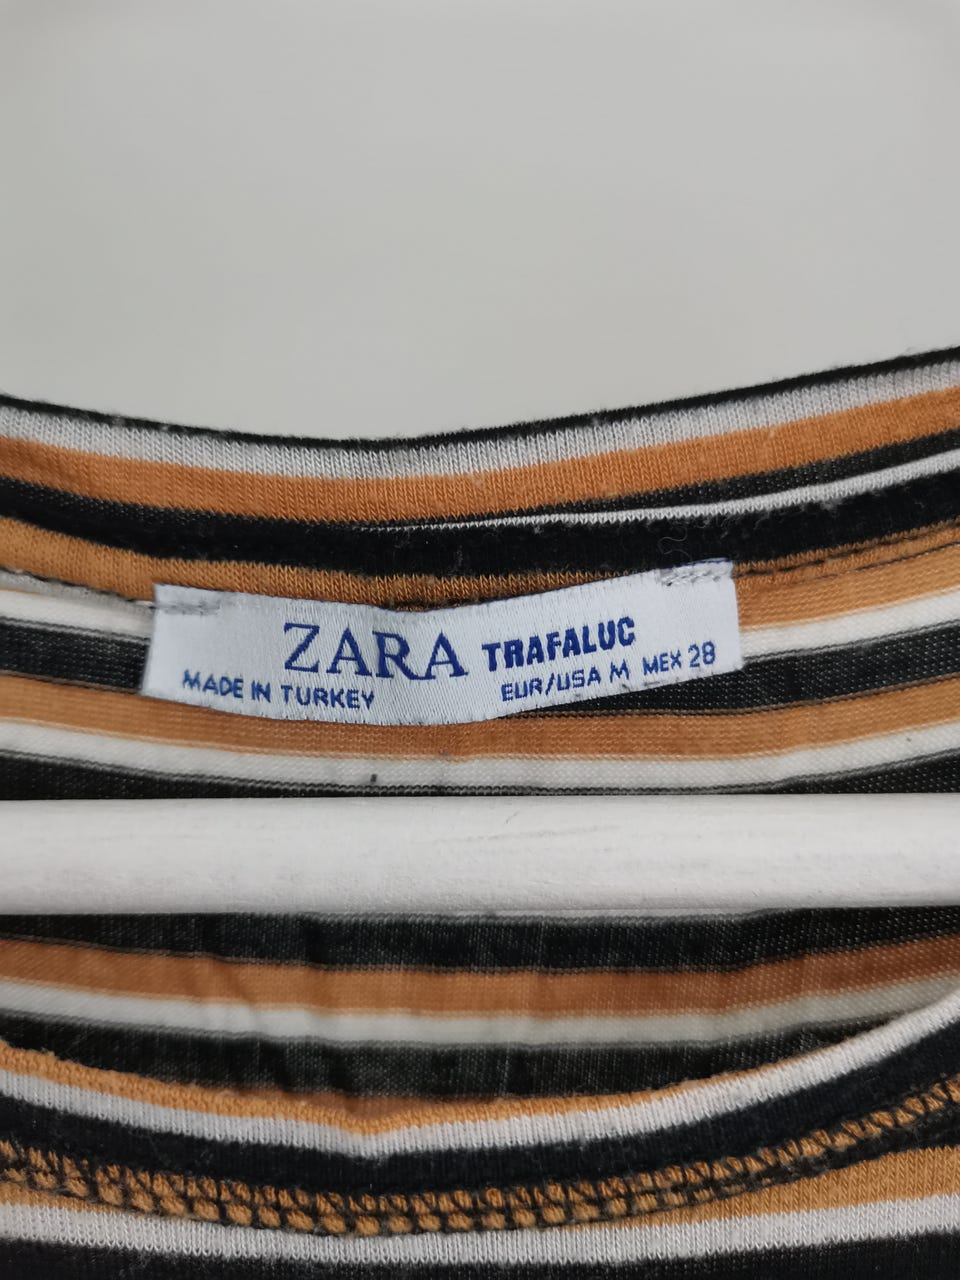 ZARA TRAFALUC
MADE IN TURKEY EUR/USA M MEX 28